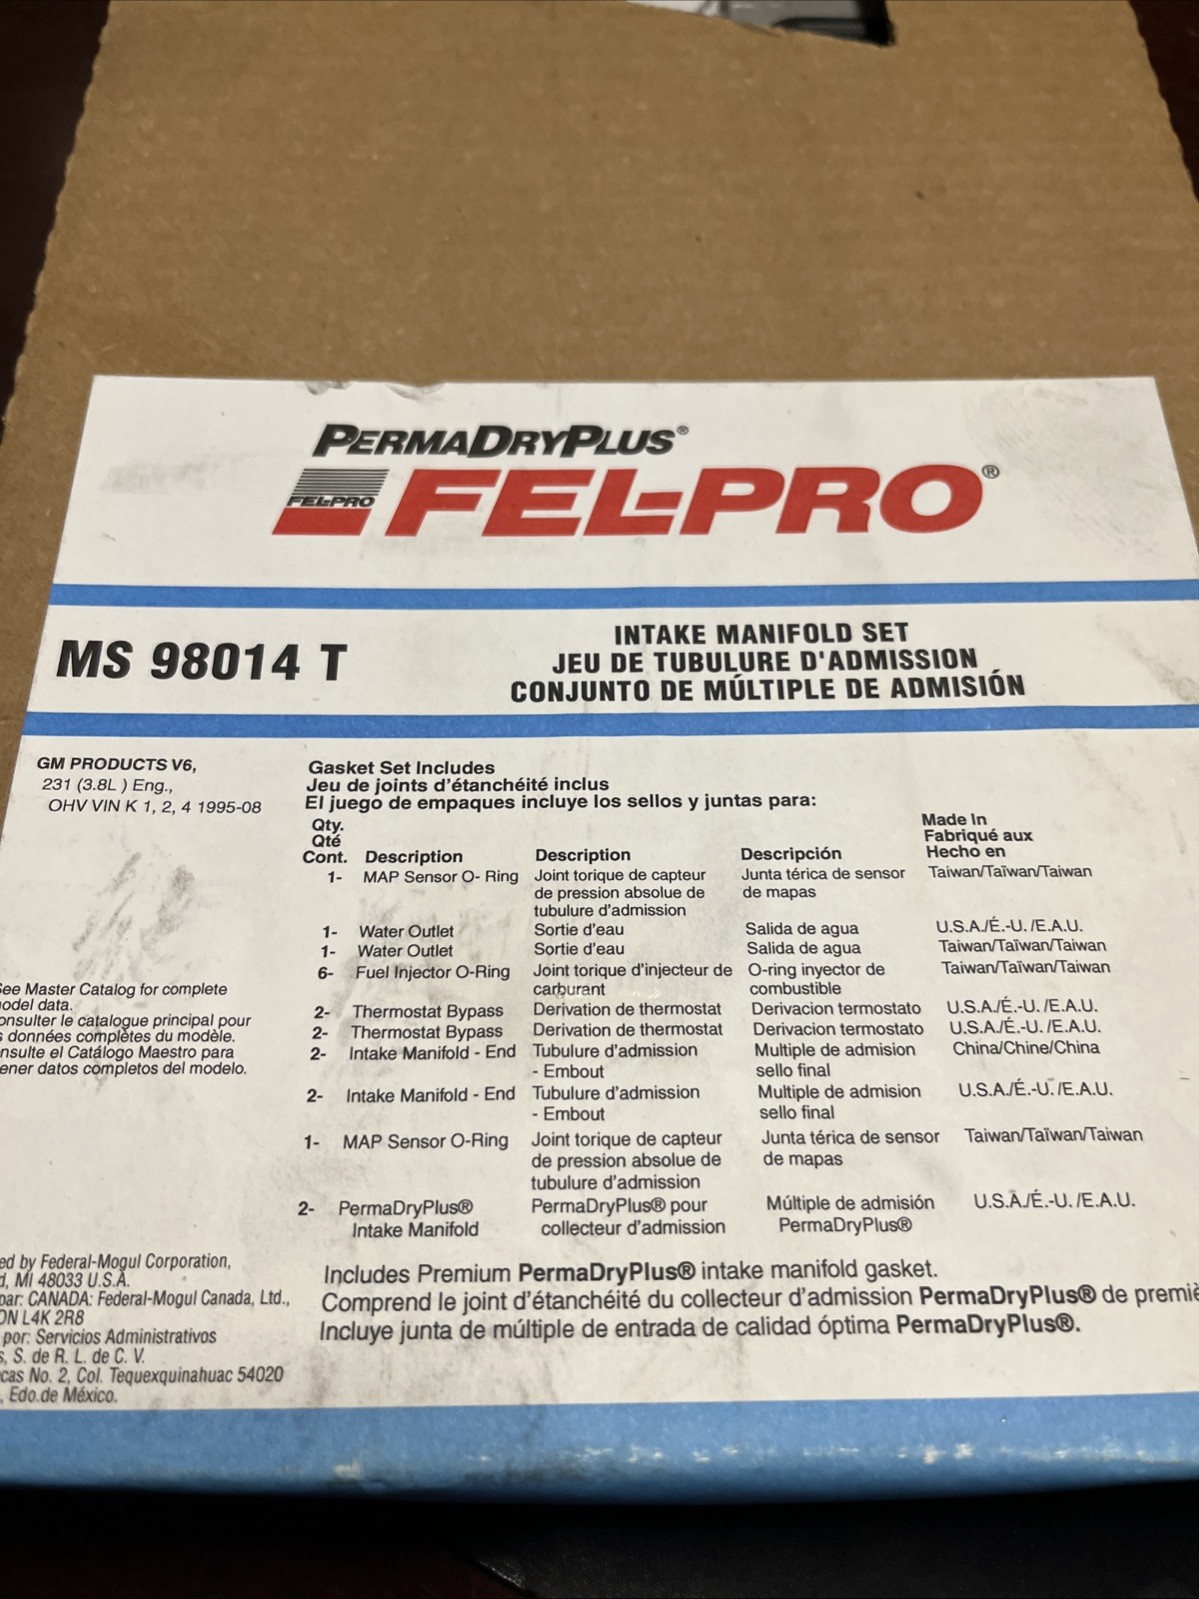 PERMADRYPLUS®
FEL-PRO FEL-PRO®
MS 98014 T
INTAKE MANIFOLD SET
JEU DE TUBULURE D'ADMISSION
CONJUNTO DE MÚLTIPLE DE ADMISIÓN
GM PRODUCTS V6,
231 (3.8L ) Eng.,
OHV VIN K 1, 2, 4 1995-08
Gasket Set Includes
Jeu de joints d'étanchéité inclus
El juego de empaques incluye los sellos y juntas para:
Qty.
Qté
Cont. Description Description Descripción
Made In
Fabriqué aux
Hecho en
1- MAP Sensor O- Ring Joint torique de capteur Junta térica de sensor Taiwan/Taïwan/Taiwan
de pression absolue de de mapas
tubulure d'admission
1- Water Outlet Sortie d'eau Salida de agua U.S.A./É.-U. /E.A.U.
1- Water Outlet Sortie d'eau Salida de agua Taiwan/Taïwan/Taiwan
6- Fuel Injector O-Ring Joint torique d'injecteur de O-ring inyector de Taiwan/Taïwan/Taiwan
carburant combustible
2- Thermostat Bypass Derivation de thermostat Derivacion termostato U.S.A./É.-U. /E.A.U.
2- Thermostat Bypass Derivation de thermostat Derivacion termostato U.S.A./É.-U. /E.A.U.
2- Intake Manifold - End Tubulure d'admission Multiple de admision China/Chine/China
- Embout sello final
2- Intake Manifold - End Tubulure d'admission Multiple de admision U.S.A./É.-U. /E.A.U.
- Embout sello final
1- MAP Sensor O-Ring Joint torique de capteur Junta térica de sensor Taiwan/Taïwan/Taiwan
de pression absolue de de mapas
tubulure d'admission
2- PermaDryPlus® PermaDryPlus® pour Múltiple de admisión U.S.A./É.-U. /E.A.U.
Intake Manifold collecteur d'admission PermaDryPlus®
Includes Premium PermaDryPlus® intake manifold gasket.
Comprend le joint d'étanchéité du collecteur d'admission PermaDryPlus® de premiè
Incluye junta de múltiple de entrada de calidad óptima PermaDryPlus®.
See Master Catalog for complete
odel data.
onsulter le catalogue principal pour
s données complètes du modèle.
nsulte el Catálogo Maestro para
ener datos completos del modelo.
ed by Federal-Mogul Corporation,
d, MI 48033 U.S.A.
par: CANADA: Federal-Mogul Canada, Ltd.,
ON L4K 2R8
por: Servicios Administrativos
s, S. de R. L. de C. V.
cas No. 2, Col. Tequexquinahuac 54020
, Edo.de México.